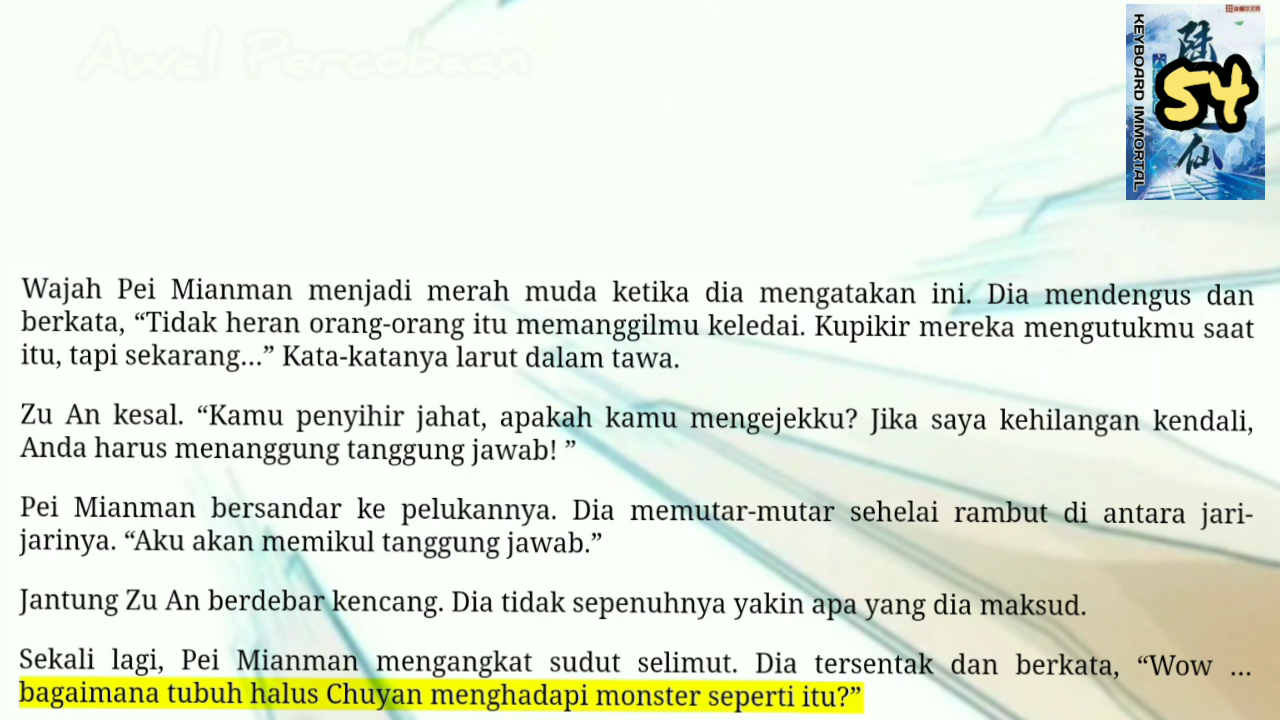 Awal Percobaan
KEYBOARD IMMORTAL
54
仙
Wajah Pei Mianman menjadi merah muda ketika dia mengatakan ini. Dia mendengus dan
berkata, “Tidak heran orang-orang itu memanggilmu keledai. Kupikir mereka mengutukmu saat
itu, tapi sekarang...” Kata-katanya larut dalam tawa.
Zu An kesal. “Kamu penyihir jahat, apakah kamu mengejekku? Jika saya kehilangan kendali,
Anda harus menanggung tanggung jawab! ”
Pei Mianman bersandar ke pelukannya. Dia memutar-mutar sehelai rambut di antara jari-
jarinya. “Aku akan memikul tanggung jawab.”
Jantung Zu An berdebar kencang. Dia tidak sepenuhnya yakin apa yang dia maksud.
Sekali lagi, Pei Mianman mengangkat sudut selimut. Dia tersentak dan berkata, “Wow ...
bagaimana tubuh halus Chuyan menghadapi monster seperti itu?”